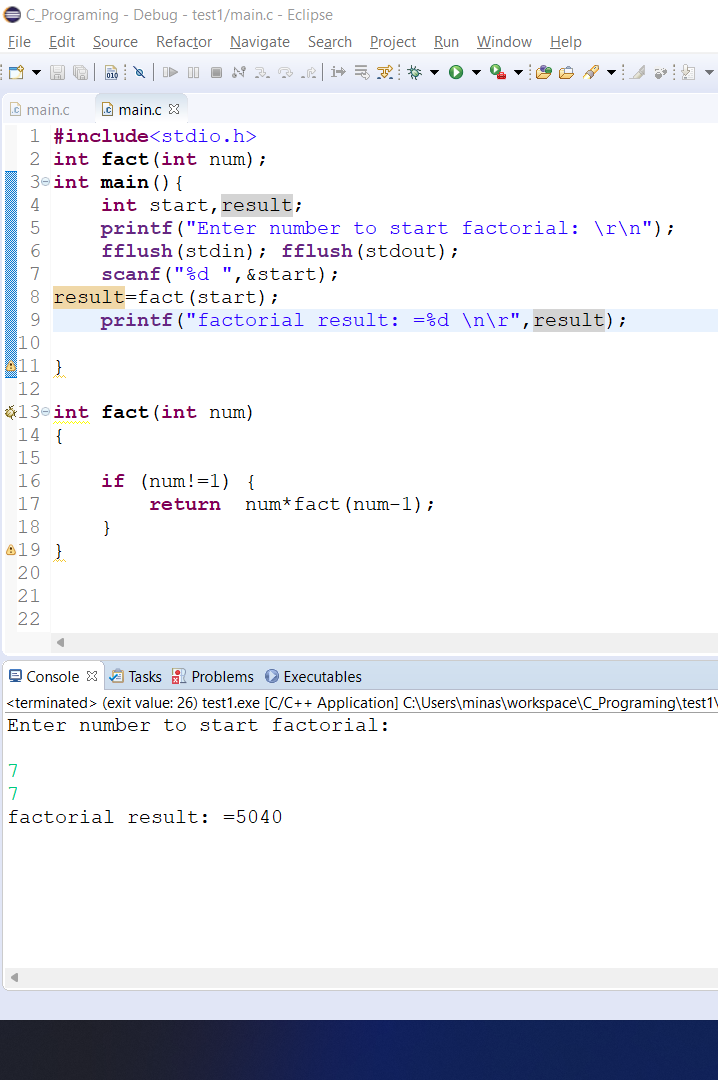 C_Programing - Debug - test1/main.c - Eclipse
File Edit Source Refactor Navigate Search Project Run Window Help
010
main.c main.c
1 #include<stdio.h>
2 int fact(int num);
3 int main(){
4 int start,result;
5 printf("Enter number to start factorial: \r\n");
6 fflush(stdin); fflush(stdout);
7 scanf("%d ",&start);
8 result=fact(start);
9 printf("factorial result: =%d \n\r",result);
10
11 }
12
13 int fact(int num)
14 {
15
16 if (num!=1) {
17 return  num*fact(num-1);
18 }
19 }
20
21
22
Console Tasks Problems Executables
<terminated> (exit value: 26) test1.exe [C/C++ Application] C:\Users\minas\workspace\C_Programing\test1\
Enter number to start factorial:
7
7
factorial result: =5040